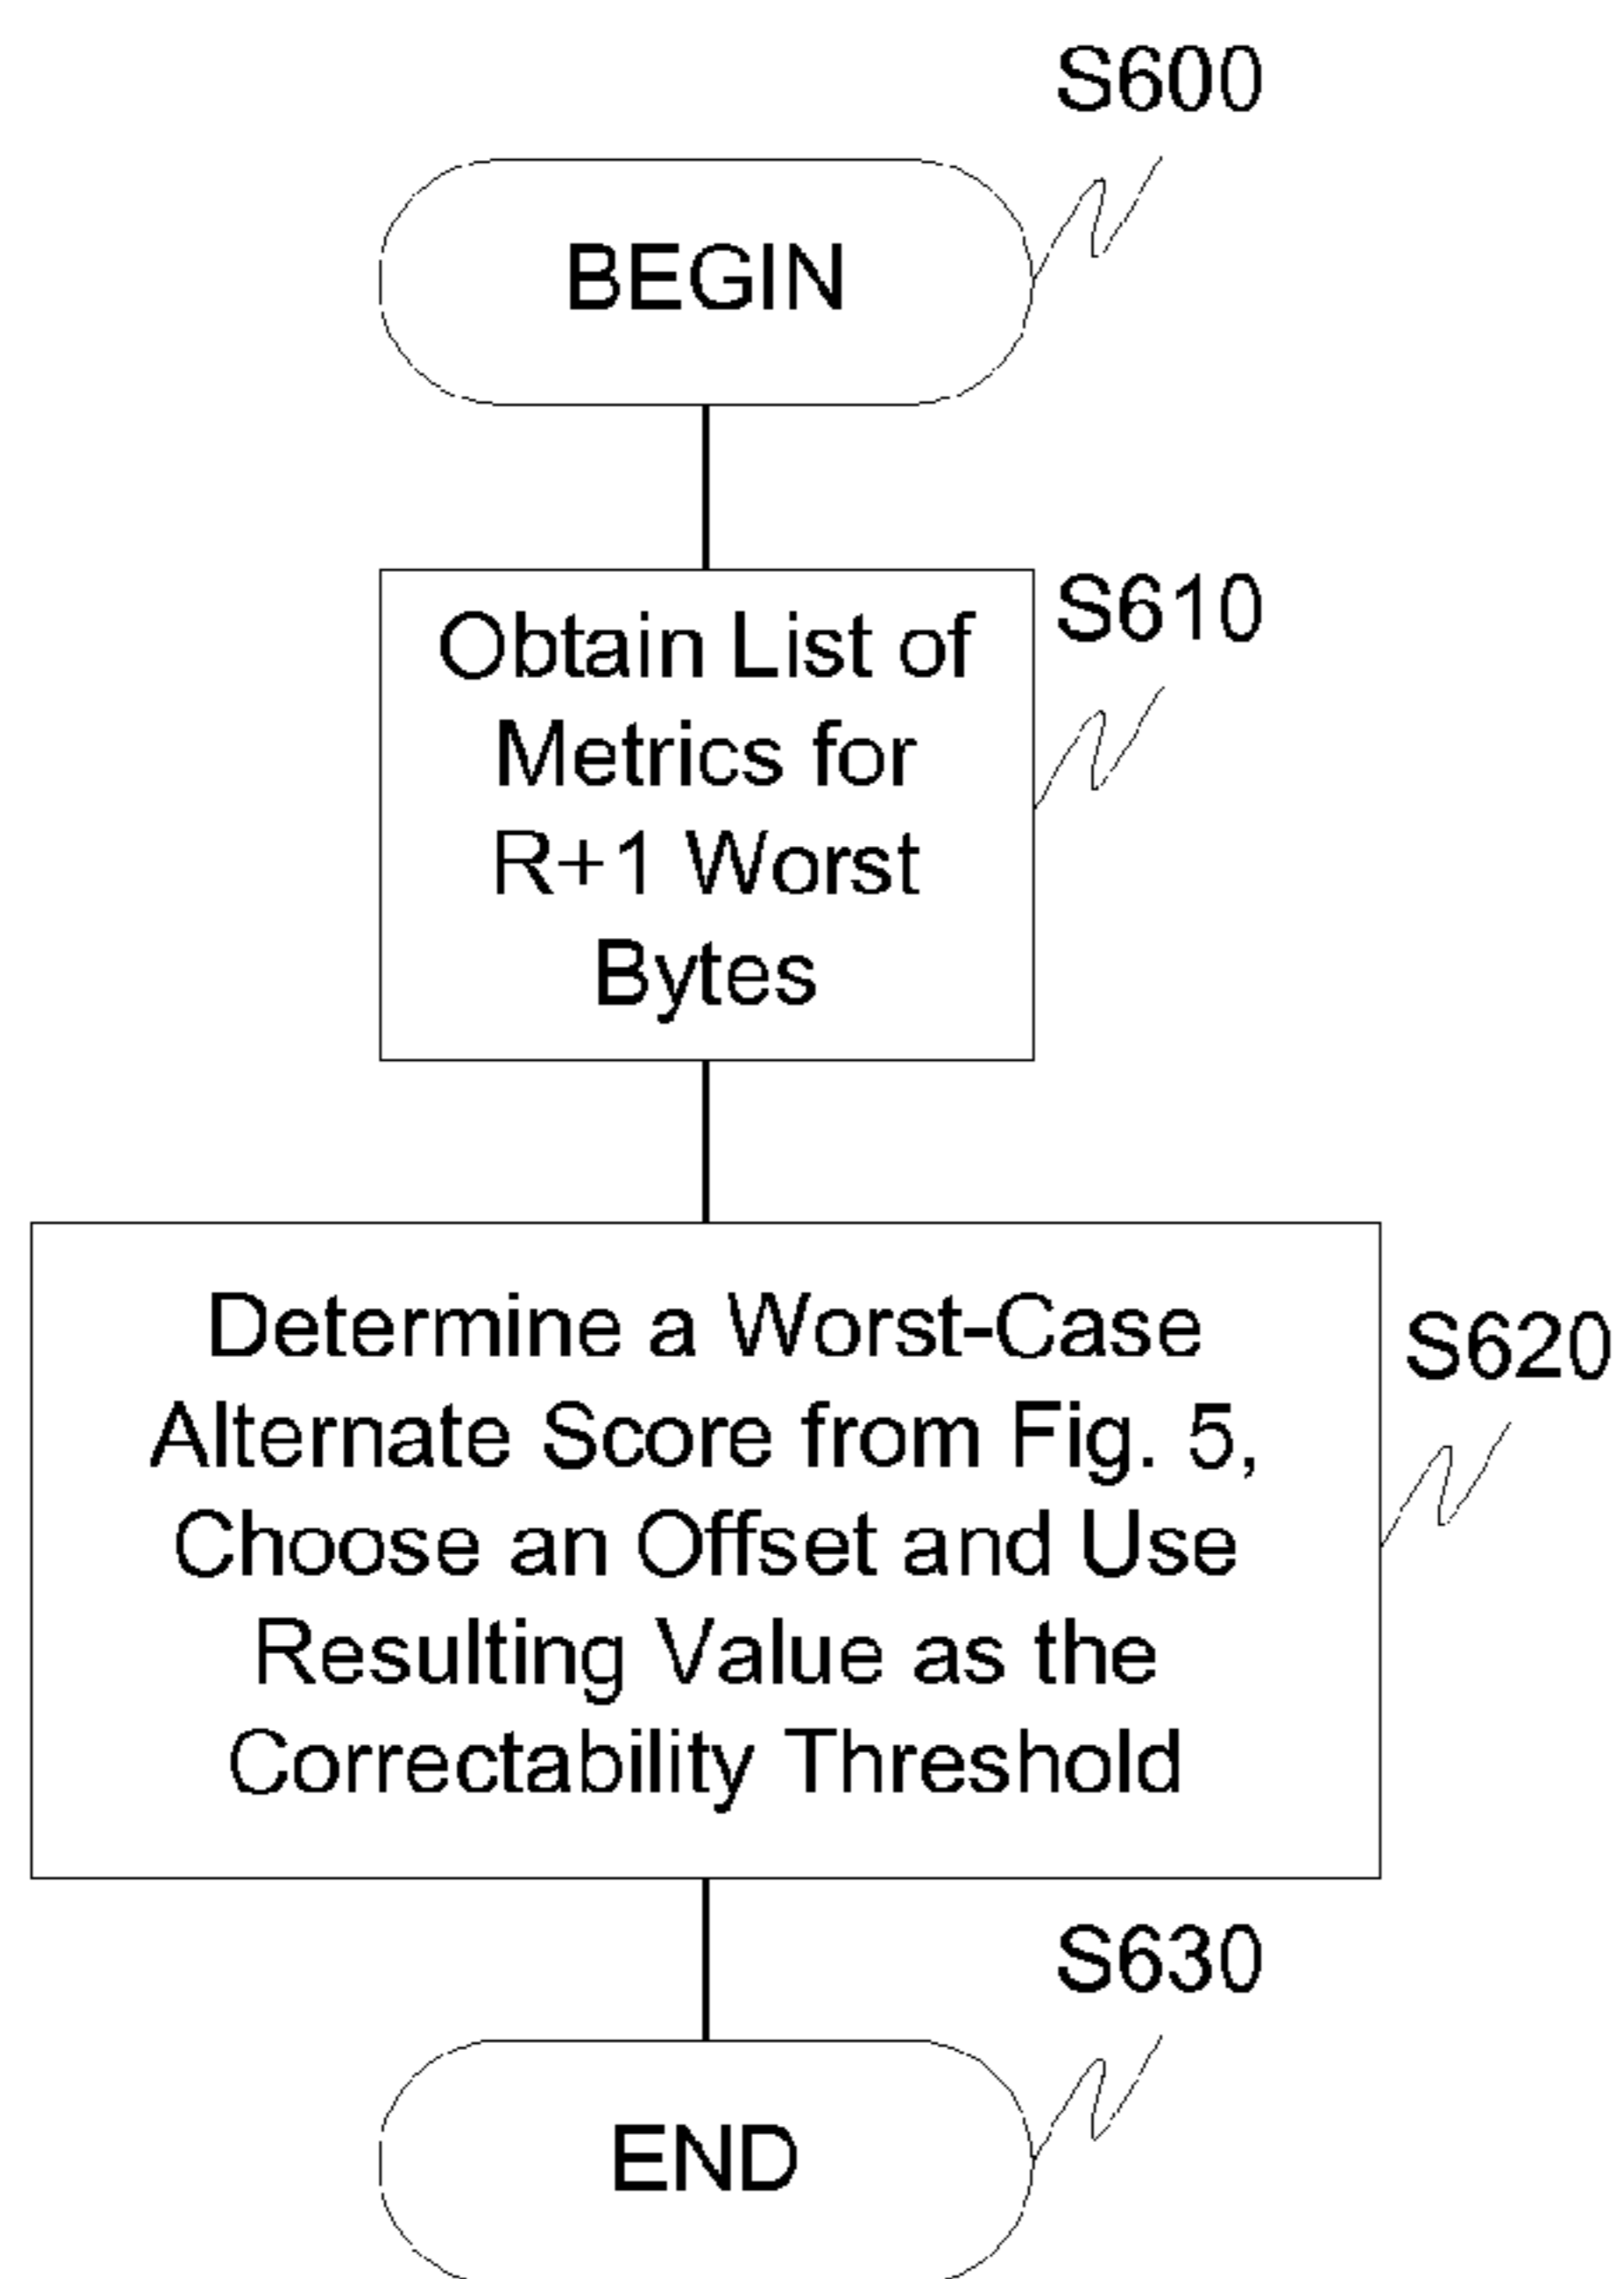 S600
BEGIN
Obtain List of
Metrics for
R+1 Worst
Bytes
S610
Determine a Worst-Case
Alternate Score from Fig. 5,
Choose an Offset and Use
Resulting Value as the
Correctability Threshold
S620
S630
END